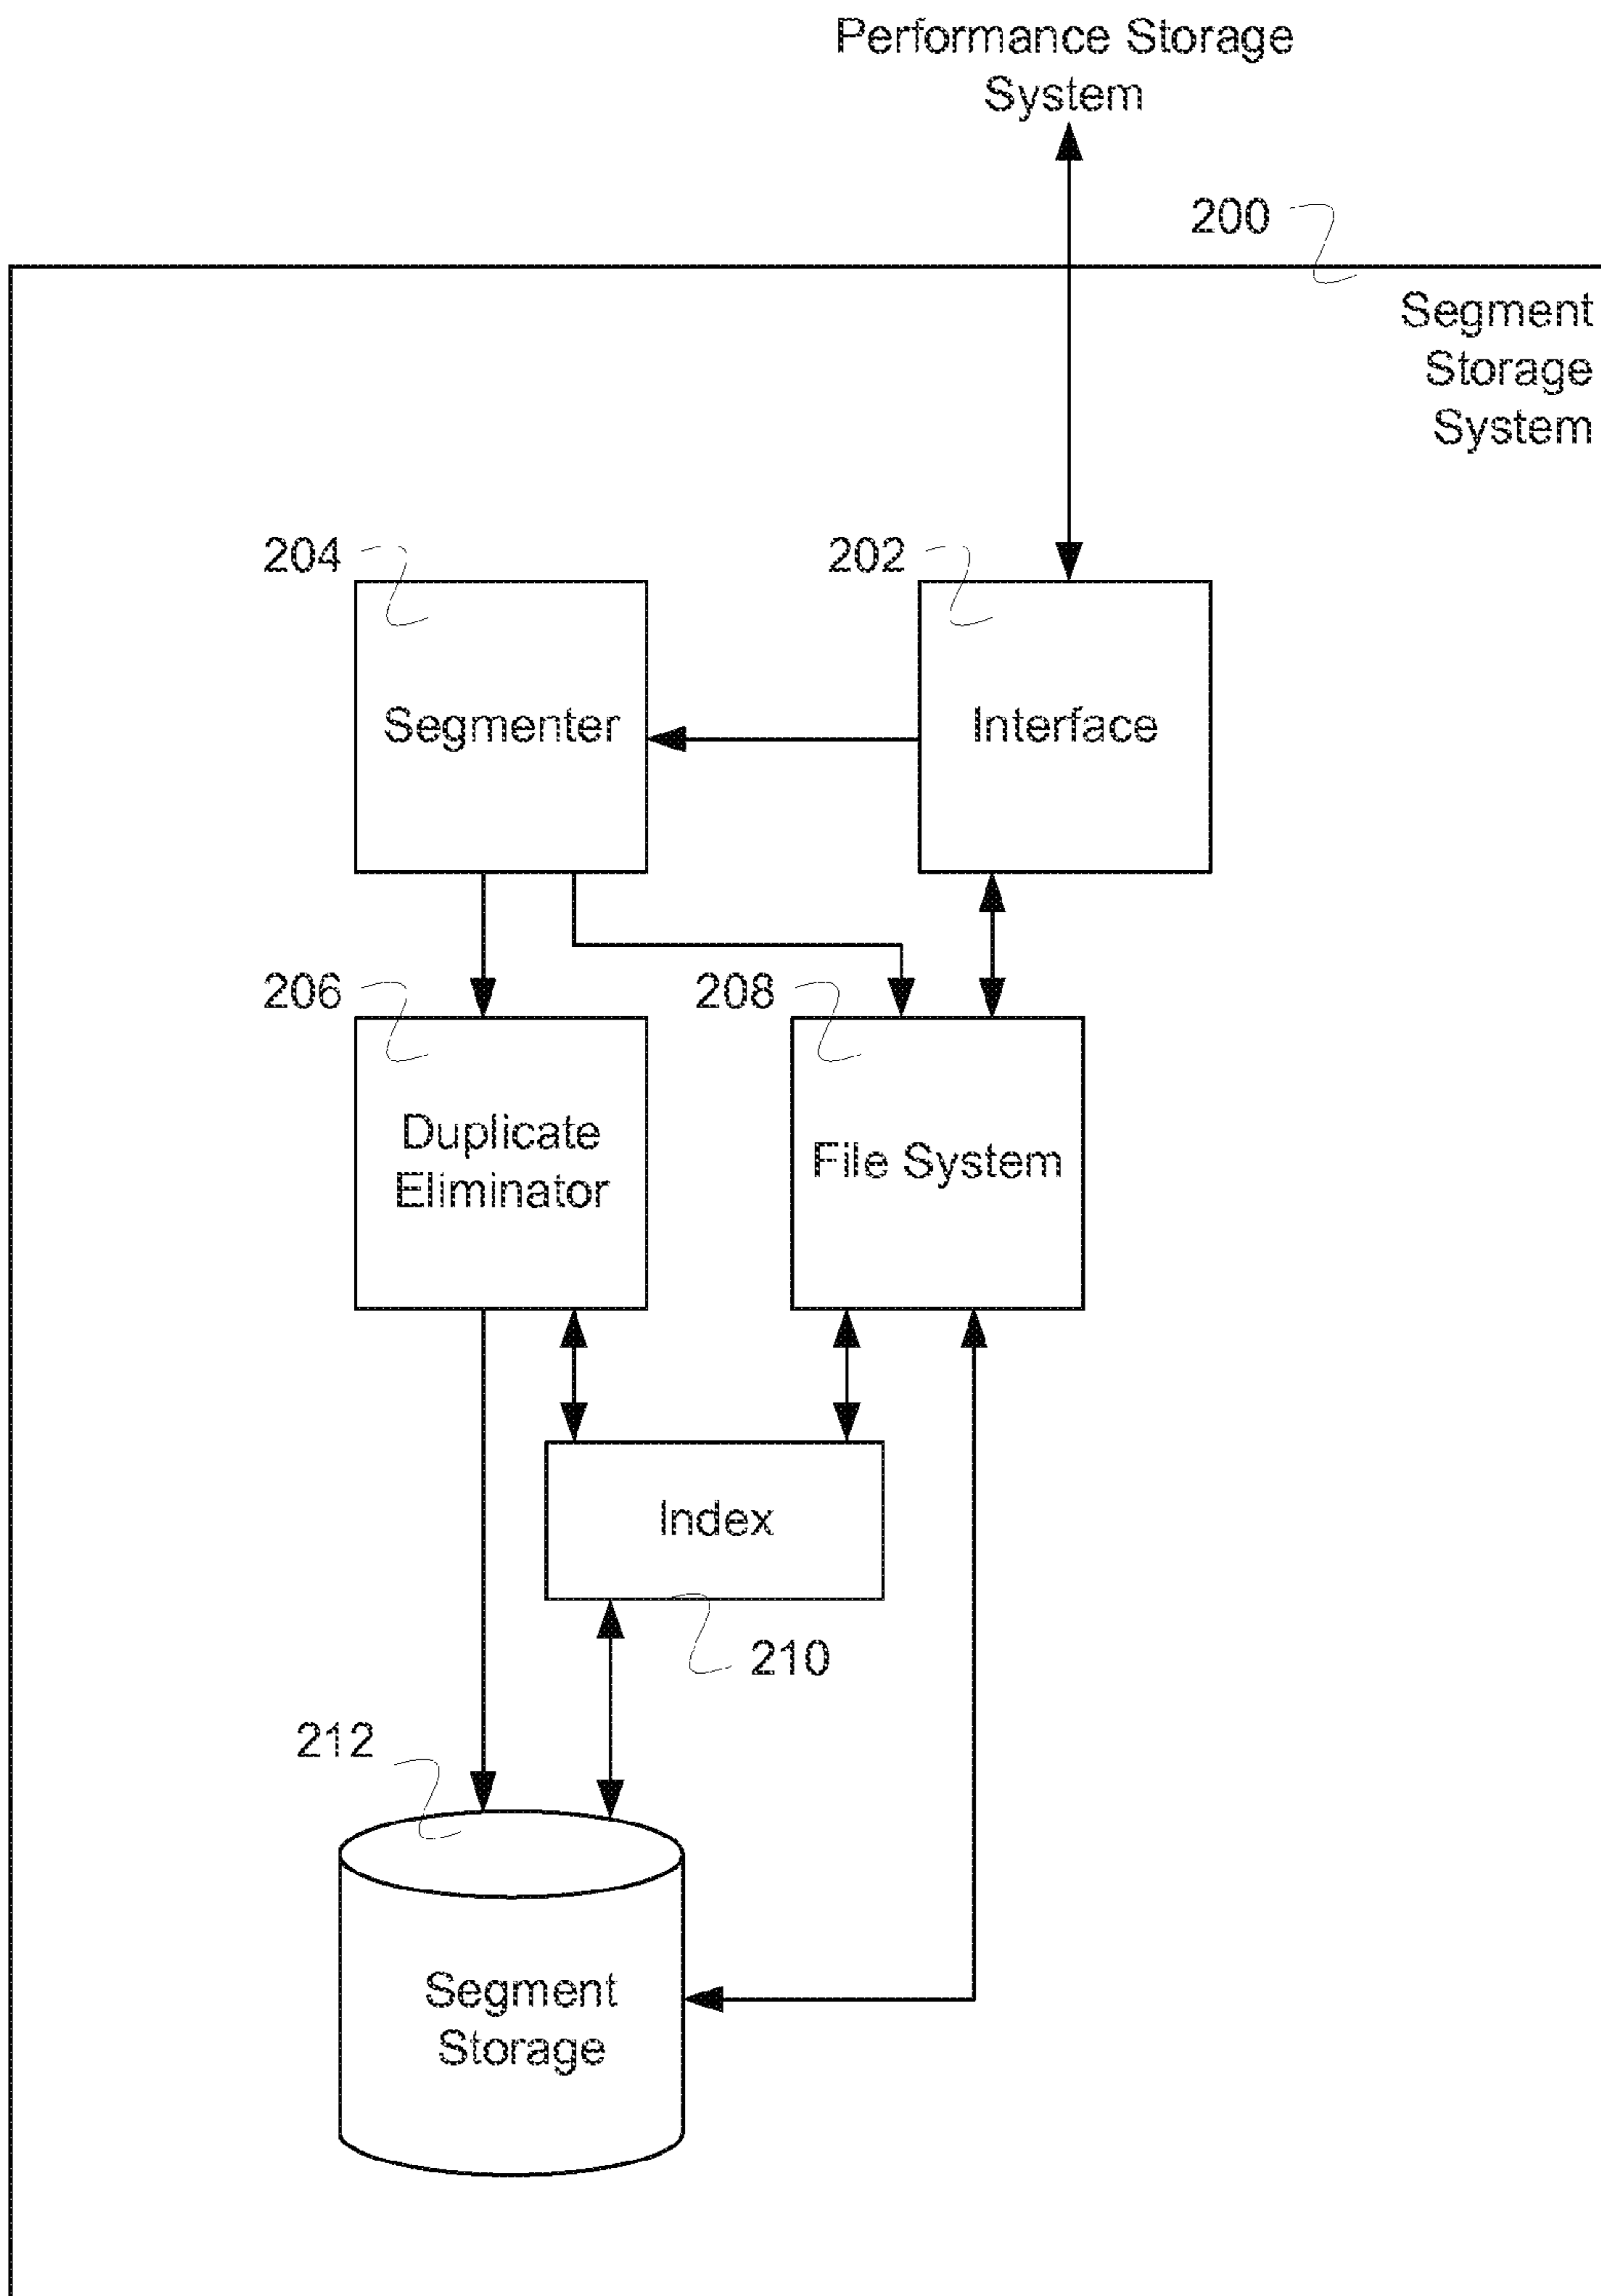 Performance Storage
System
200
Segment
Storage
System
204
202
Segmenter
Interface
206
208
Duplicate
Eliminator
File System
Index
210
212
Segment
Storage